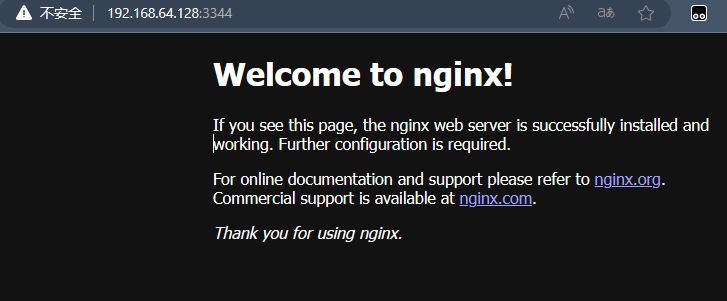 不安全 192.168.64.128:3344
Welcome to nginx!
If you see this page, the nginx web server is successfully installed and
working. Further configuration is required.
For online documentation and support please refer to nginx.org.
Commercial support is available at nginx.com.
Thank you for using nginx.